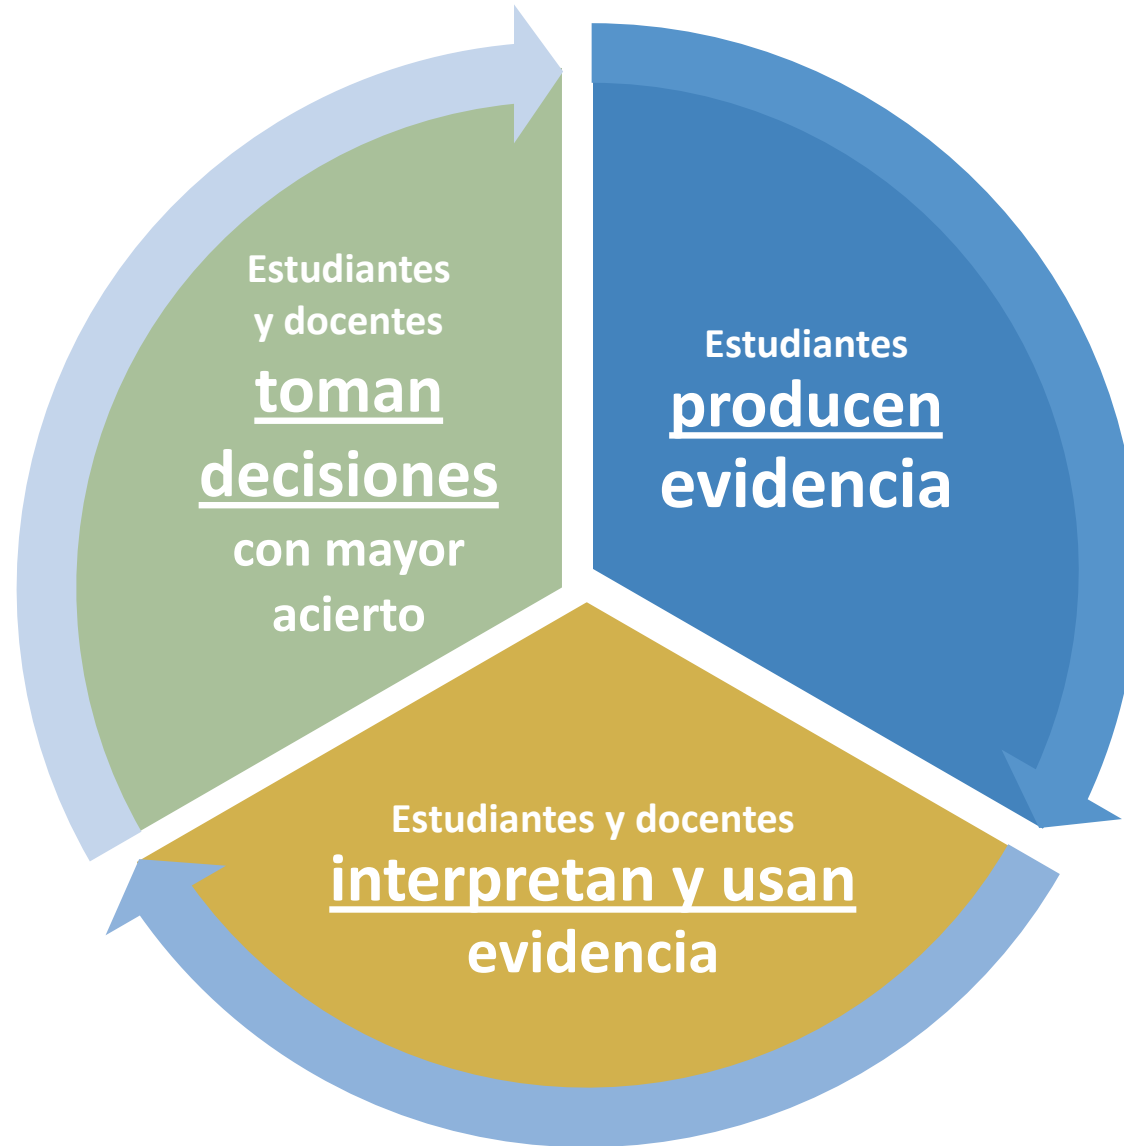 Estudiantes
producen
evidencia
Estudiantes y docentes
interpretan y usan
evidencia
Estudiantes
y docentes
toman
decisiones
con mayor
acierto